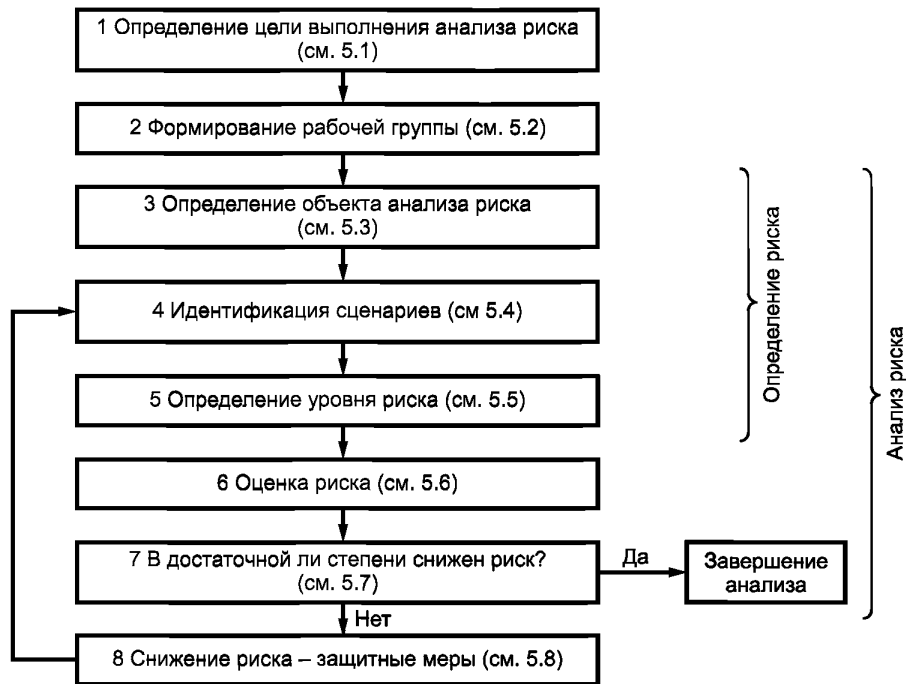 1 Определение цели выполнения анализа риска
(см. 5.1)
2 Формирование рабочей группы (см. 5.2)
3 Определение объекта анализа риска
(см. 5.3)
4 Идентификация сценариев (см 5.4)
5 Определение уровня риска (см. 5.5)
6 Оценка риска (см. 5.6)
7 В достаточной ли степени снижен риск?
(см. 5.7)
Да
Завершение
анализа
Нет
8 Снижение риска – защитные меры (см. 5.8)
Определение риска
Анализ риска